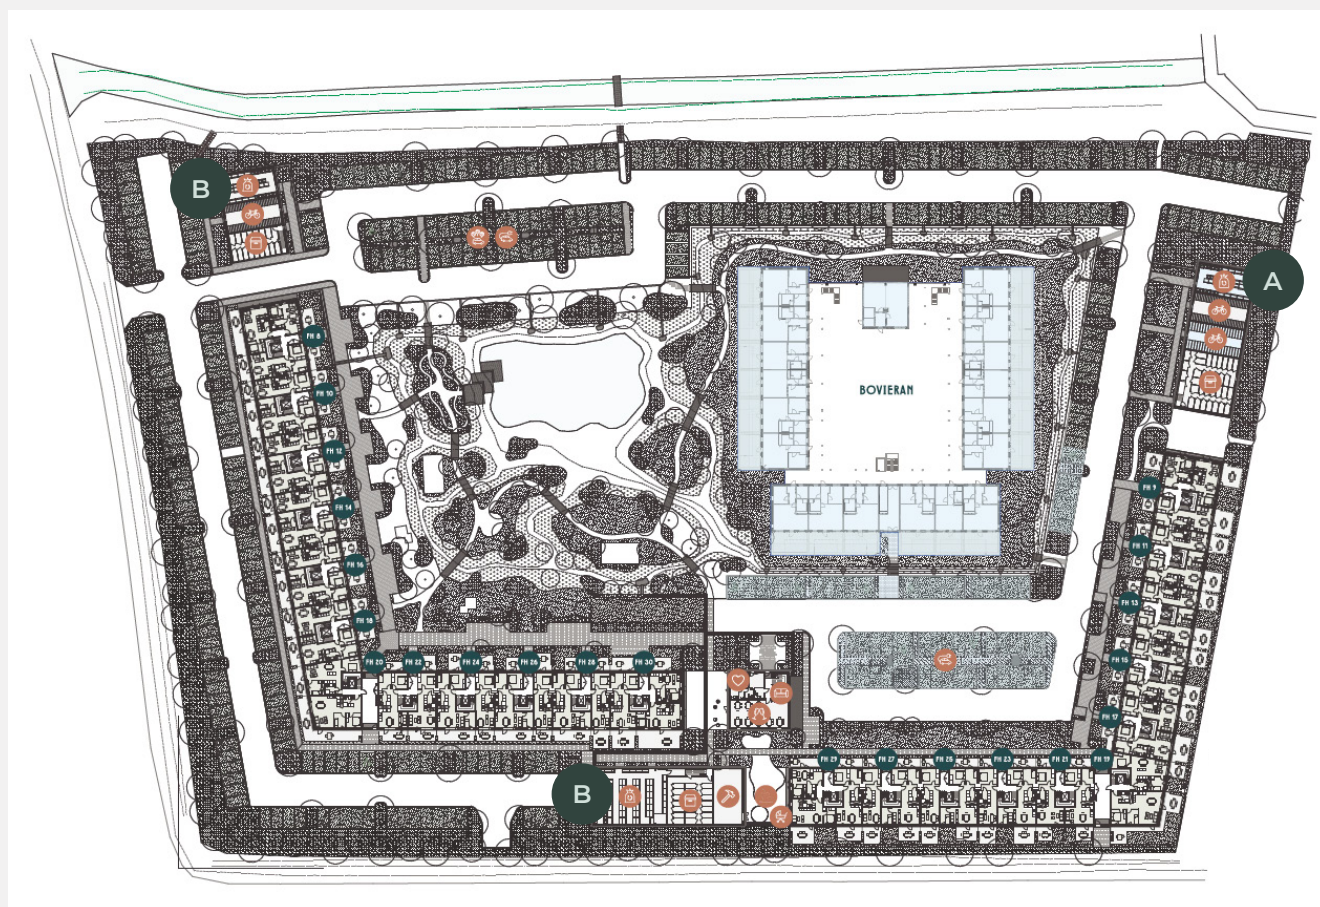 B
A
BOVIERAN
FH 8
FH 10
FH 12
FH 14
FH 16
FH 18
FH 20
FH 22
FH 24
FH 26
FH 28
FH 30
FH 9
FH 11
FH 13
FH 15
FH 17
FH 19
FH 21
FH 23
FH 25
FH 27
FH 29
B